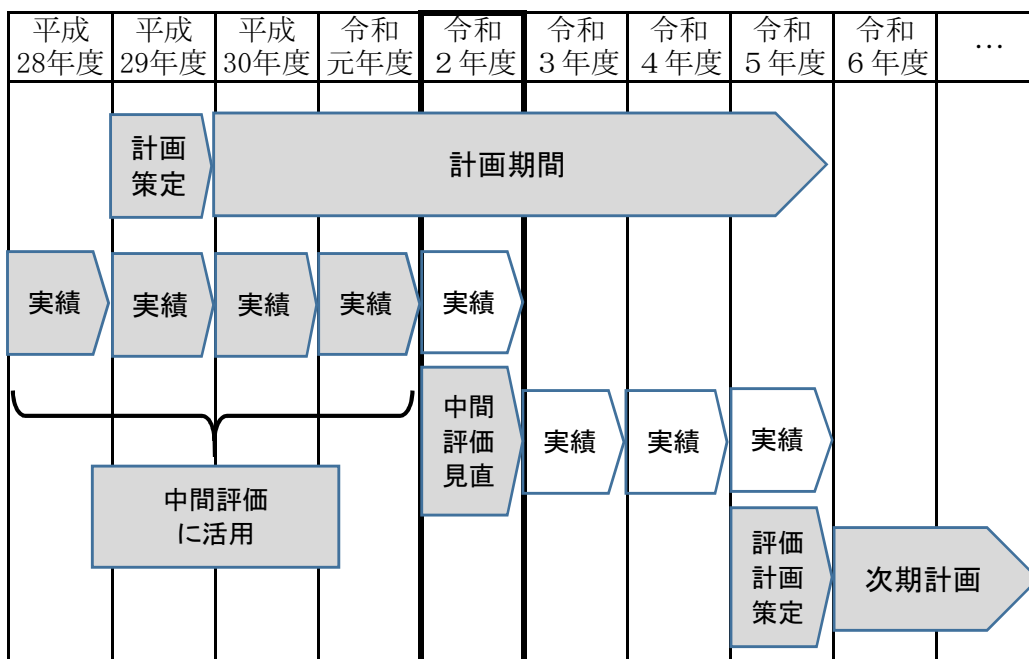 平成
28年度
平成
29年度
平成
30年度
令和
元年度
令和
２年度
令和
３年度
令和
４年度
令和
５年度
令和
６年度
…
計画
策定
計画期間
実績
実績
実績
実績
実績
中間
評価
見直
実績
実績
実績
中間評価
に活用
評価
計画
策定
次期計画